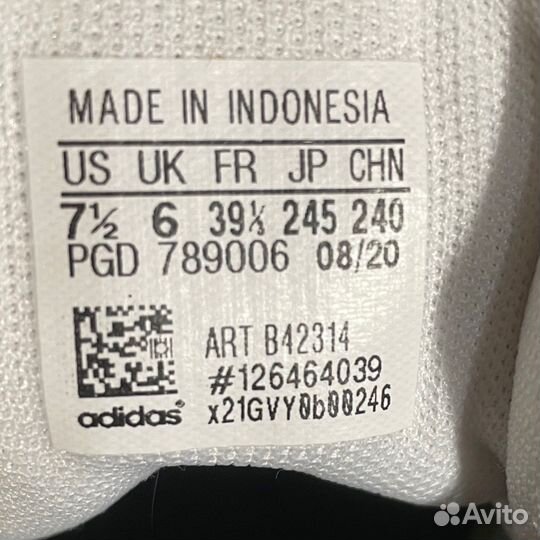 MADE IN INDONESIA
US UK FR JP CHN
7½ 6 39⅓ 245 240
PGD 789006 08/20
ART B42314
#126464039
adidas® x21GVY0b00246
Avito